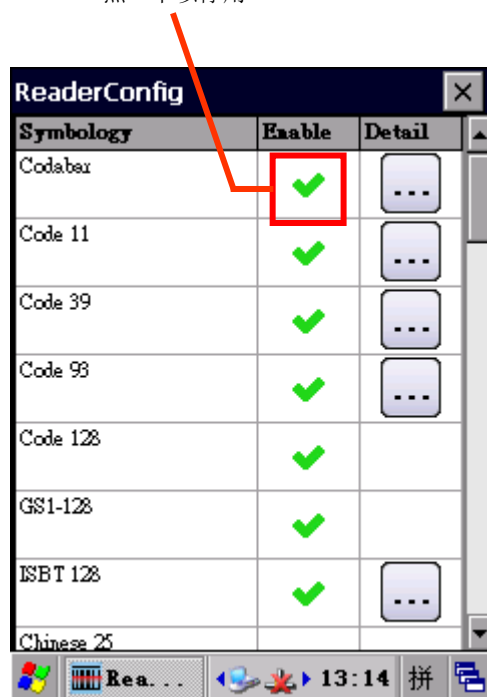 ReaderConfig
Symbology Enable Detail
Codabar
...
Code 11
...
Code 39
...
Code 93
...
Code 128
GS1-128
ISBT 128
...
Chinese 25
Rea... 13:14 拼